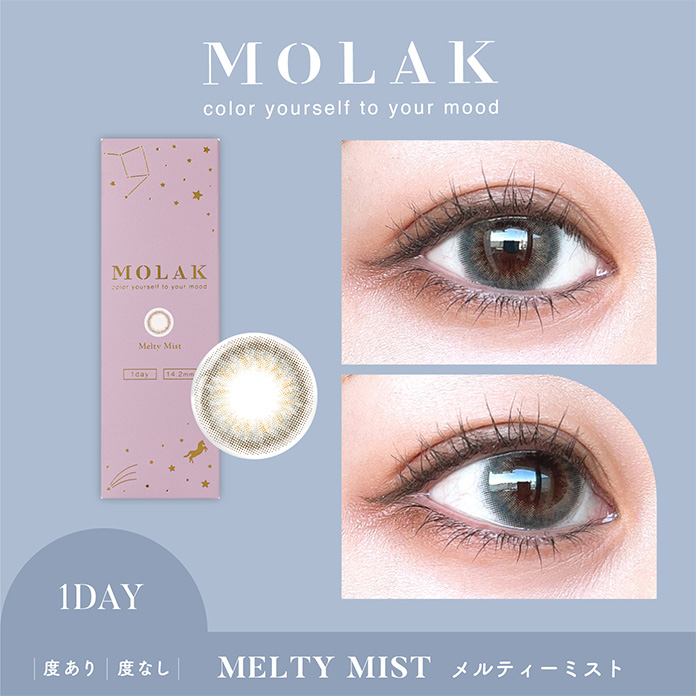 MOLAK
color yourself to your mood
MOLAK
color yourself to your mood
Melty Mist
1day
14.2mm
1DAY
度あり
度なし
MELTY MIST メルティーミスト